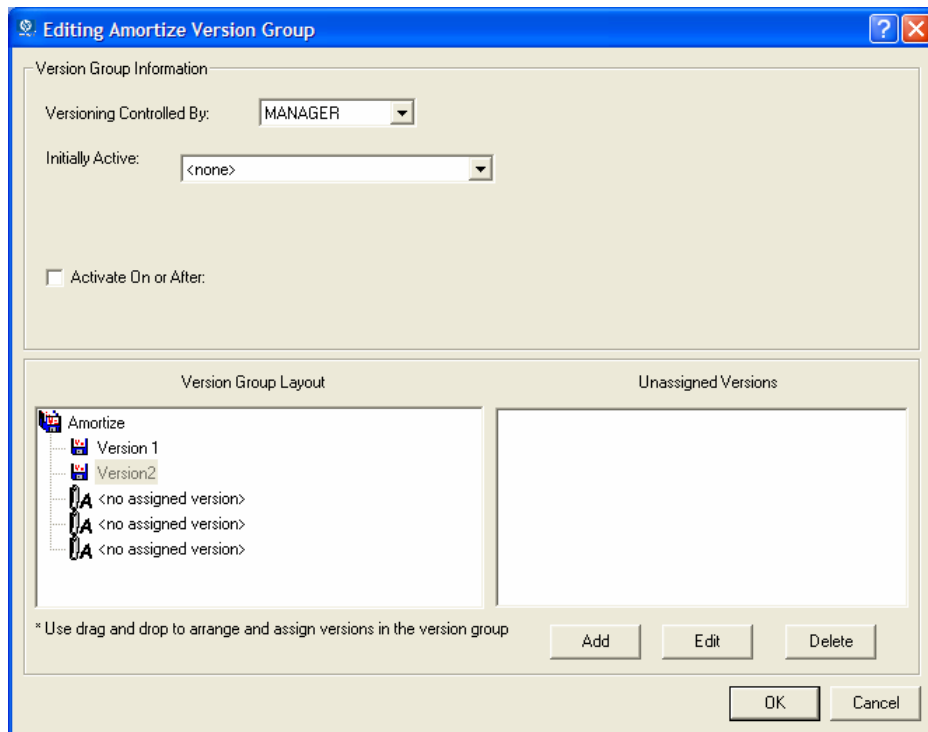 Editing Amortize Version Group
Version Group Information
Versioning Controlled By: MANAGER
Initially Active: <none>
Activate On or After:
Version Group Layout
Unassigned Versions
Amortize
Version 1
Version2
<no assigned version>
<no assigned version>
<no assigned version>
* Use drag and drop to arrange and assign versions in the version group
Add Edit Delete
OK Cancel